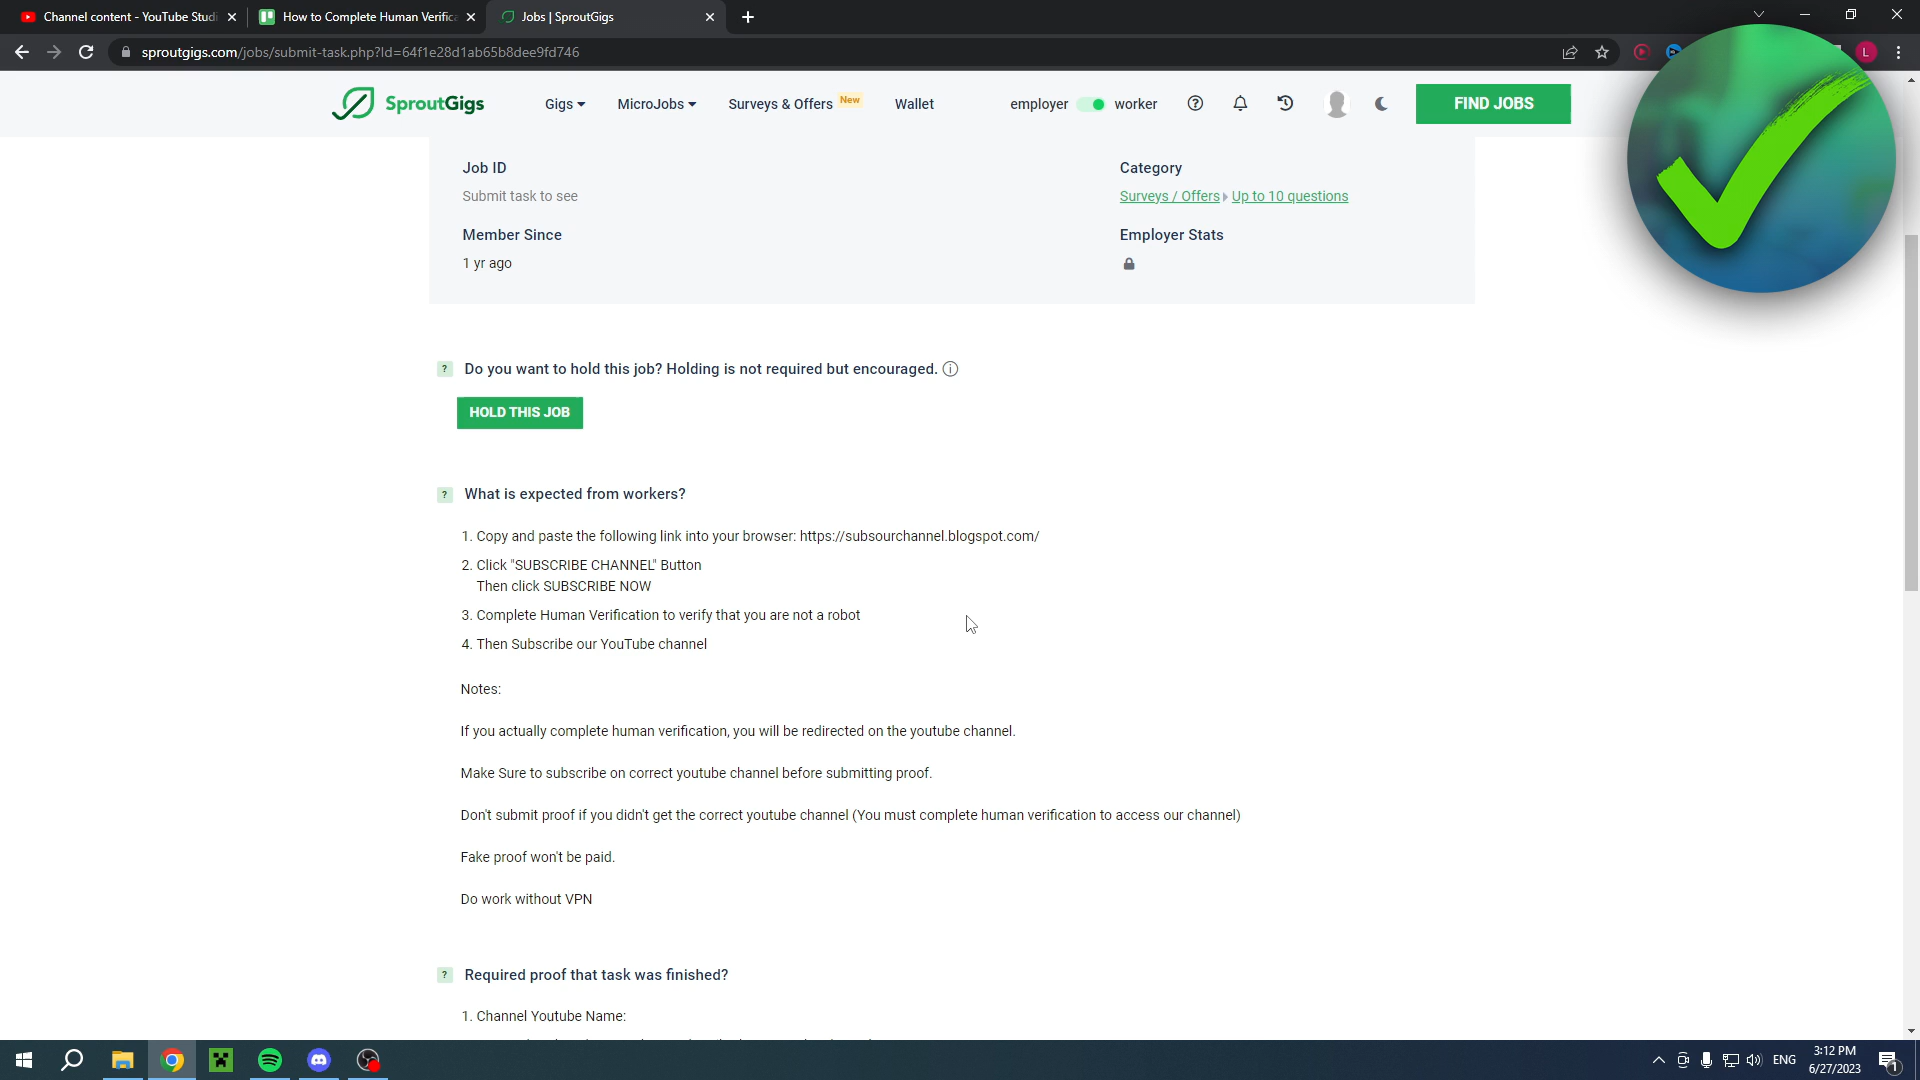 Channel content - YouTube Studi
How to Complete Human Verifica
Jobs | SproutGigs
sproutgigs.com/jobs/submit-task.php?Id=64f1e28d1ab65b8dee9fd746
L
SproutGigs
Gigs
MicroJobs
Surveys & Offers New
Wallet
employer
worker
FIND JOBS
Job ID
Category
Submit task to see
Surveys / Offers
Up to 10 questions
Member Since
Employer Stats
1 yr ago
? Do you want to hold this job? Holding is not required but encouraged.
HOLD THIS JOB
? What is expected from workers?
1. Copy and paste the following link into your browser: https://subsourchannel.blogspot.com/
2. Click "SUBSCRIBE CHANNEL" Button
Then click SUBSCRIBE NOW
3. Complete Human Verification to verify that you are not a robot
4. Then Subscribe our YouTube channel
Notes:
If you actually complete human verification, you will be redirected on the youtube channel.
Make Sure to subscribe on correct youtube channel before submitting proof.
Don't submit proof if you didn't get the correct youtube channel (You must complete human verification to access our channel)
Fake proof won't be paid.
Do work without VPN
? Required proof that task was finished?
1. Channel Youtube Name:
ENG
3:12 PM
6/27/2023
1